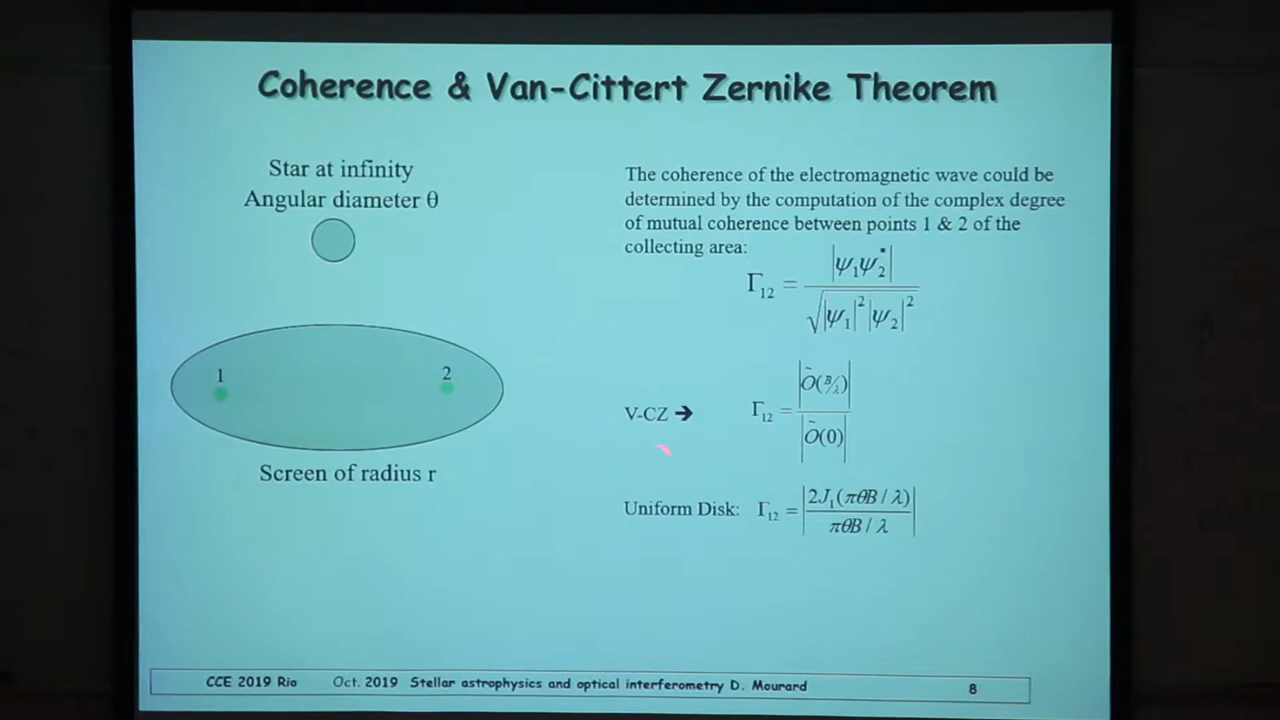 Coherence & Van-Cittert Zernike Theorem
Star at infinity
Angular diameter θ
1
2
Screen of radius r
The coherence of the electromagnetic wave could be
determined by the computation of the complex degree
of mutual coherence between points 1 & 2 of the
collecting area:
Γ₁₂ = |ψ₁ψ₂*| / √|ψ₁|²|ψ₂|²
V-CZ ➔ Γ₁₂ = |Õ(B/λ)| / |Õ(0)|
Uniform Disk: Γ₁₂ = |2J₁(πθB / λ) / πθB / λ|
CCE 2019 Rio Oct. 2019 Stellar astrophysics and optical interferometry D. Mourard 8